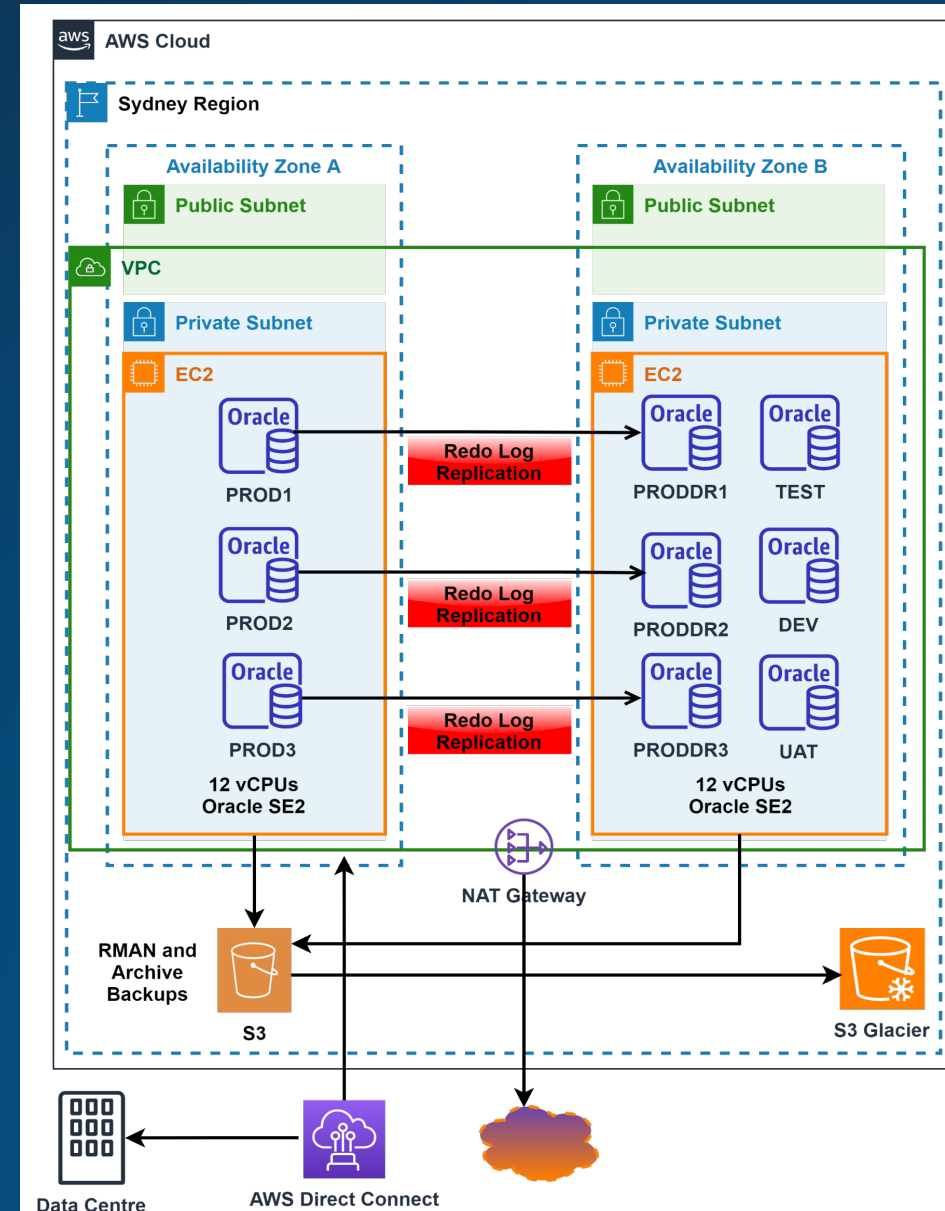 aws
AWS Cloud
Sydney Region
Availability Zone A
Public Subnet
VPC
Private Subnet
EC2
Oracle
PROD1
Oracle
PROD2
Oracle
PROD3
12 vCPUs
Oracle SE2
Redo Log
Replication
Redo Log
Replication
Redo Log
Replication
Availability Zone B
Public Subnet
Private Subnet
EC2
Oracle
PRODDR1
Oracle
TEST
Oracle
PRODDR2
Oracle
DEV
Oracle
PRODDR3
Oracle
UAT
12 vCPUs
Oracle SE2
NAT Gateway
RMAN and
Archive
Backups
S3
S3 Glacier
Data Centre
AWS Direct Connect